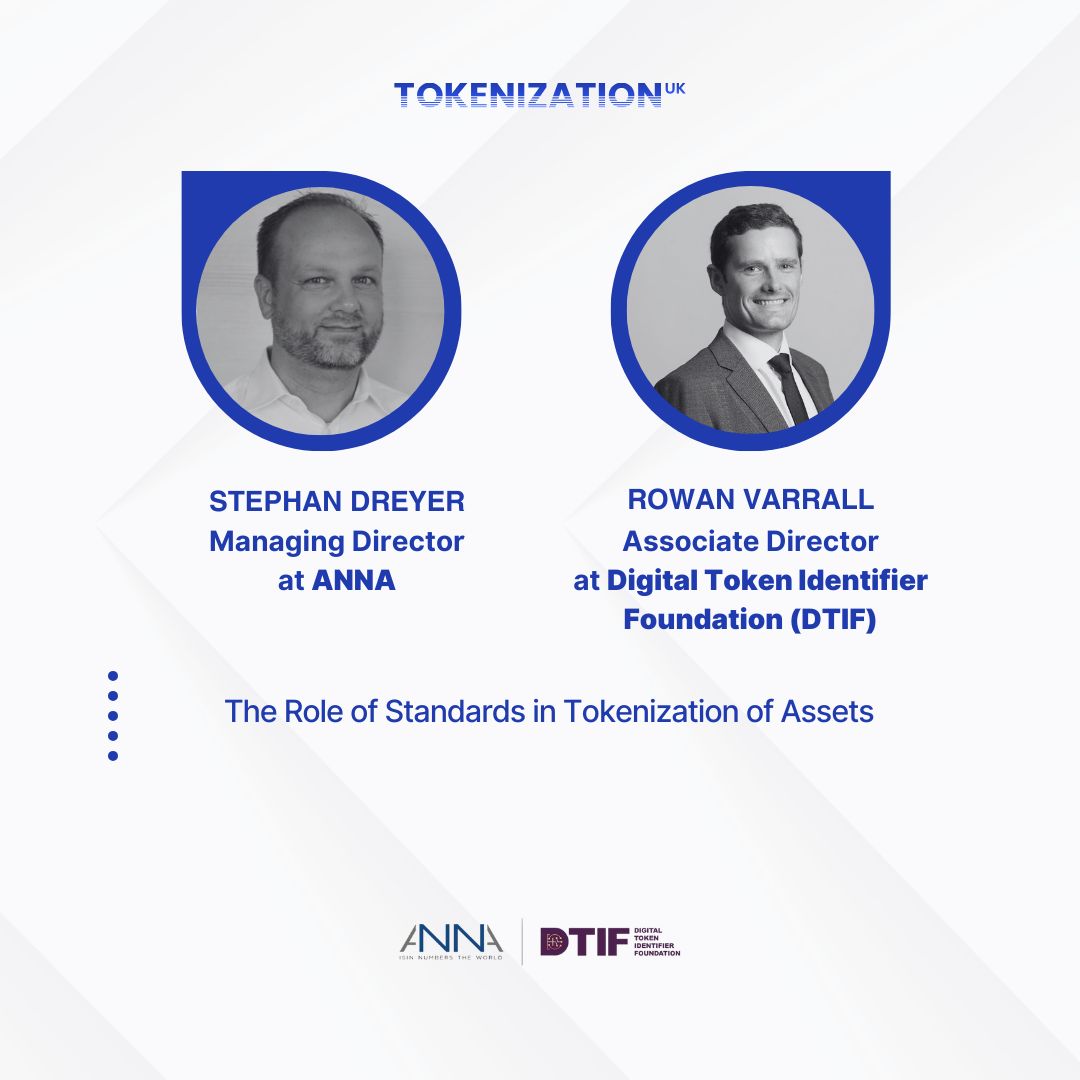 TOKENIZATION UK
STEPHAN DREYER
Managing Director
at ANNA
ROWAN VARRALL
Associate Director
at Digital Token Identifier
Foundation (DTIF)
The Role of Standards in Tokenization of Assets
ANNA
ISIN NUMBERS THE WORLD
DTIF
DIGITAL
TOKEN
IDENTIFIER
FOUNDATION